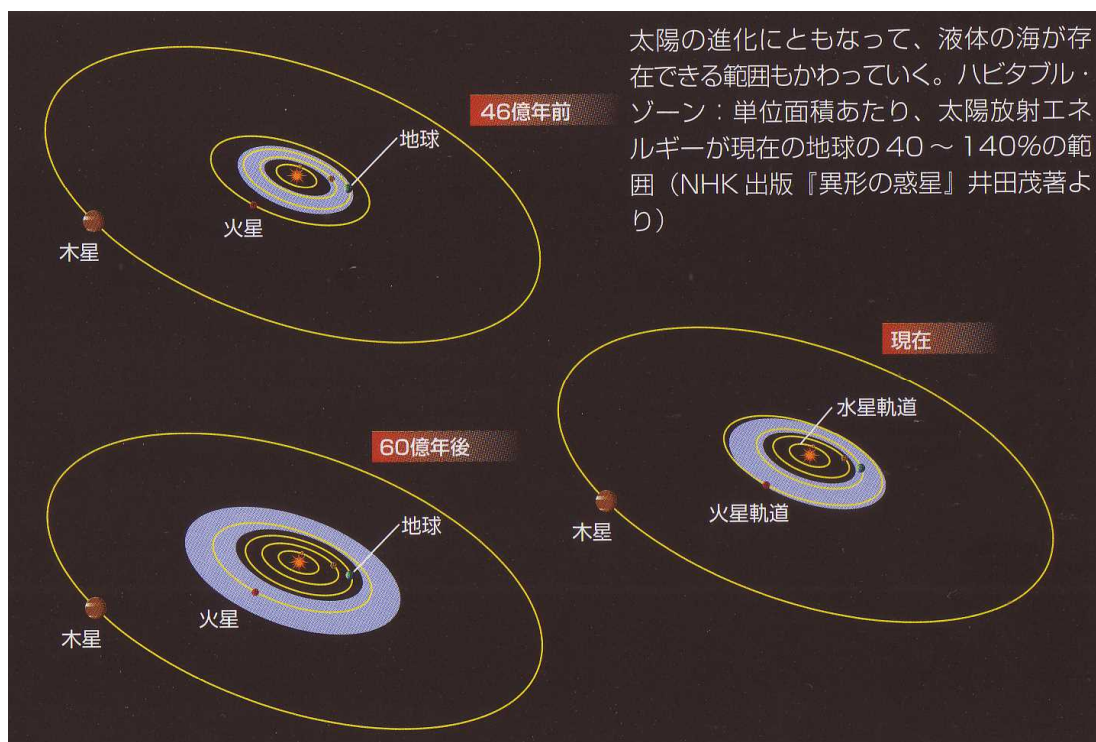 太陽の進化にともなって、液体の海が存
在できる範囲もかわっていく。ハビタブル・
ゾーン：単位面積あたり、太陽放射エネ
ルギーが現在の地球の 40 ～ 140%の範
囲（NHK 出版『異形の惑星』井田茂著よ
り）
46億年前
地球
火星
木星
現在
水星軌道
火星軌道
木星
60億年後
地球
火星
木星